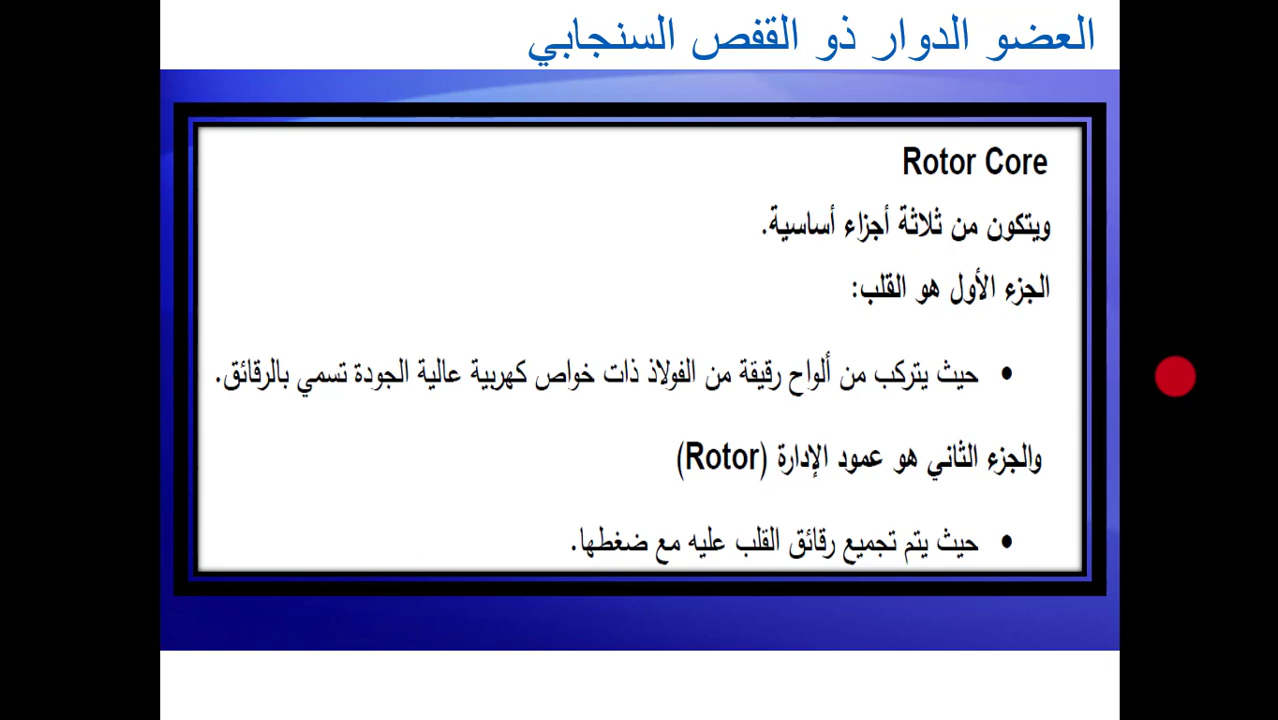 العضو الدوار ذو القفص السنجابي
Rotor Core
ويتكون من ثلاثة أجزاء أساسية.
الجزء الأول هو القلب:
• حيث يتركب من ألواح رقيقة من الفولاذ ذات خواص كهربية عالية الجودة تسمي بالرقائق.
والجزء الثاني هو عمود الإدارة (Rotor)
• حيث يتم تجميع رقائق القلب عليه مع ضغطها.